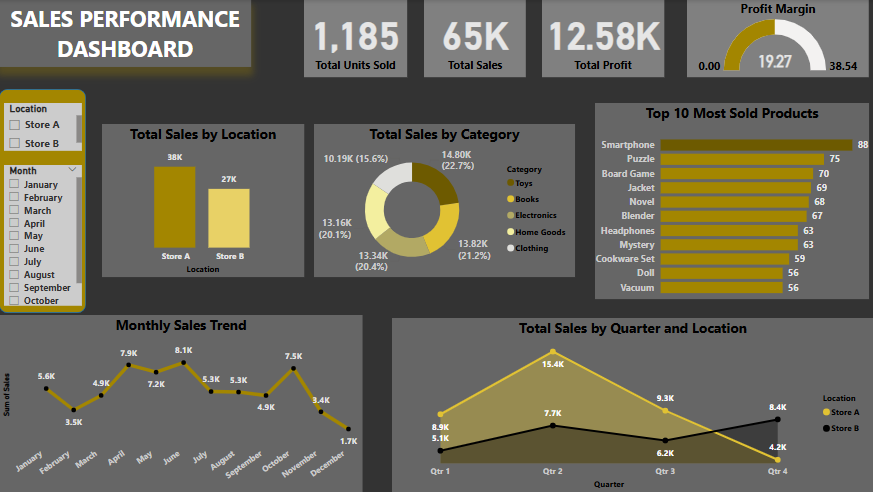 SALES PERFORMANCE
DASHBOARD
1,185
Total Units Sold
65K
Total Sales
12.58K
Total Profit
Profit Margin
0.00
19.27
38.54
Location
Store A
Store B
Month
January
February
March
April
May
June
July
August
September
October
Total Sales by Location
38K
27K
Store A
Store B
Location
Total Sales by Category
10.19K (15.6%)
14.80K
(22.7%)
13.16K
(20.1%)
13.34K
(20.4%)
13.82K
(21.2%)
Category
Toys
Books
Electronics
Home Goods
Clothing
Top 10 Most Sold Products
Smartphone 88
Puzzle 75
Board Game 70
Jacket 69
Novel 68
Blender 67
Headphones 63
Mystery 63
Cookware Set 59
Doll 56
Vacuum 56
Monthly Sales Trend
Sum of Sales
5.6K
3.5K
4.9K
7.9K
7.2K
8.1K
5.3K
5.3K
4.9K
7.5K
3.4K
1.7K
January
February
March
April
May
June
July
August
September
October
November
December
Total Sales by Quarter and Location
8.9K
15.4K
9.3K
4.2K
5.1K
7.7K
6.2K
8.4K
Qtr 1
Qtr 2
Qtr 3
Qtr 4
Quarter
Location
Store A
Store B